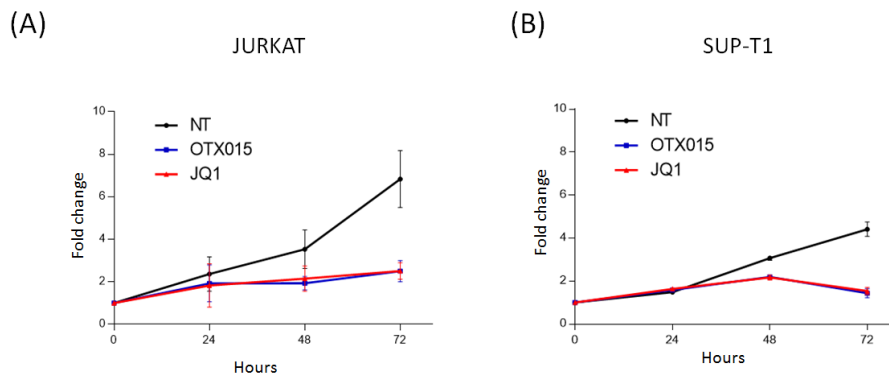 (A)
JURKAT
10
8
6
4
2
0
Fold change
NT
OTX015
JQ1
0 24 48 72
Hours
(B)
SUP-T1
10
8
6
4
2
0
Fold change
NT
OTX015
JQ1
0 24 48 72
Hours